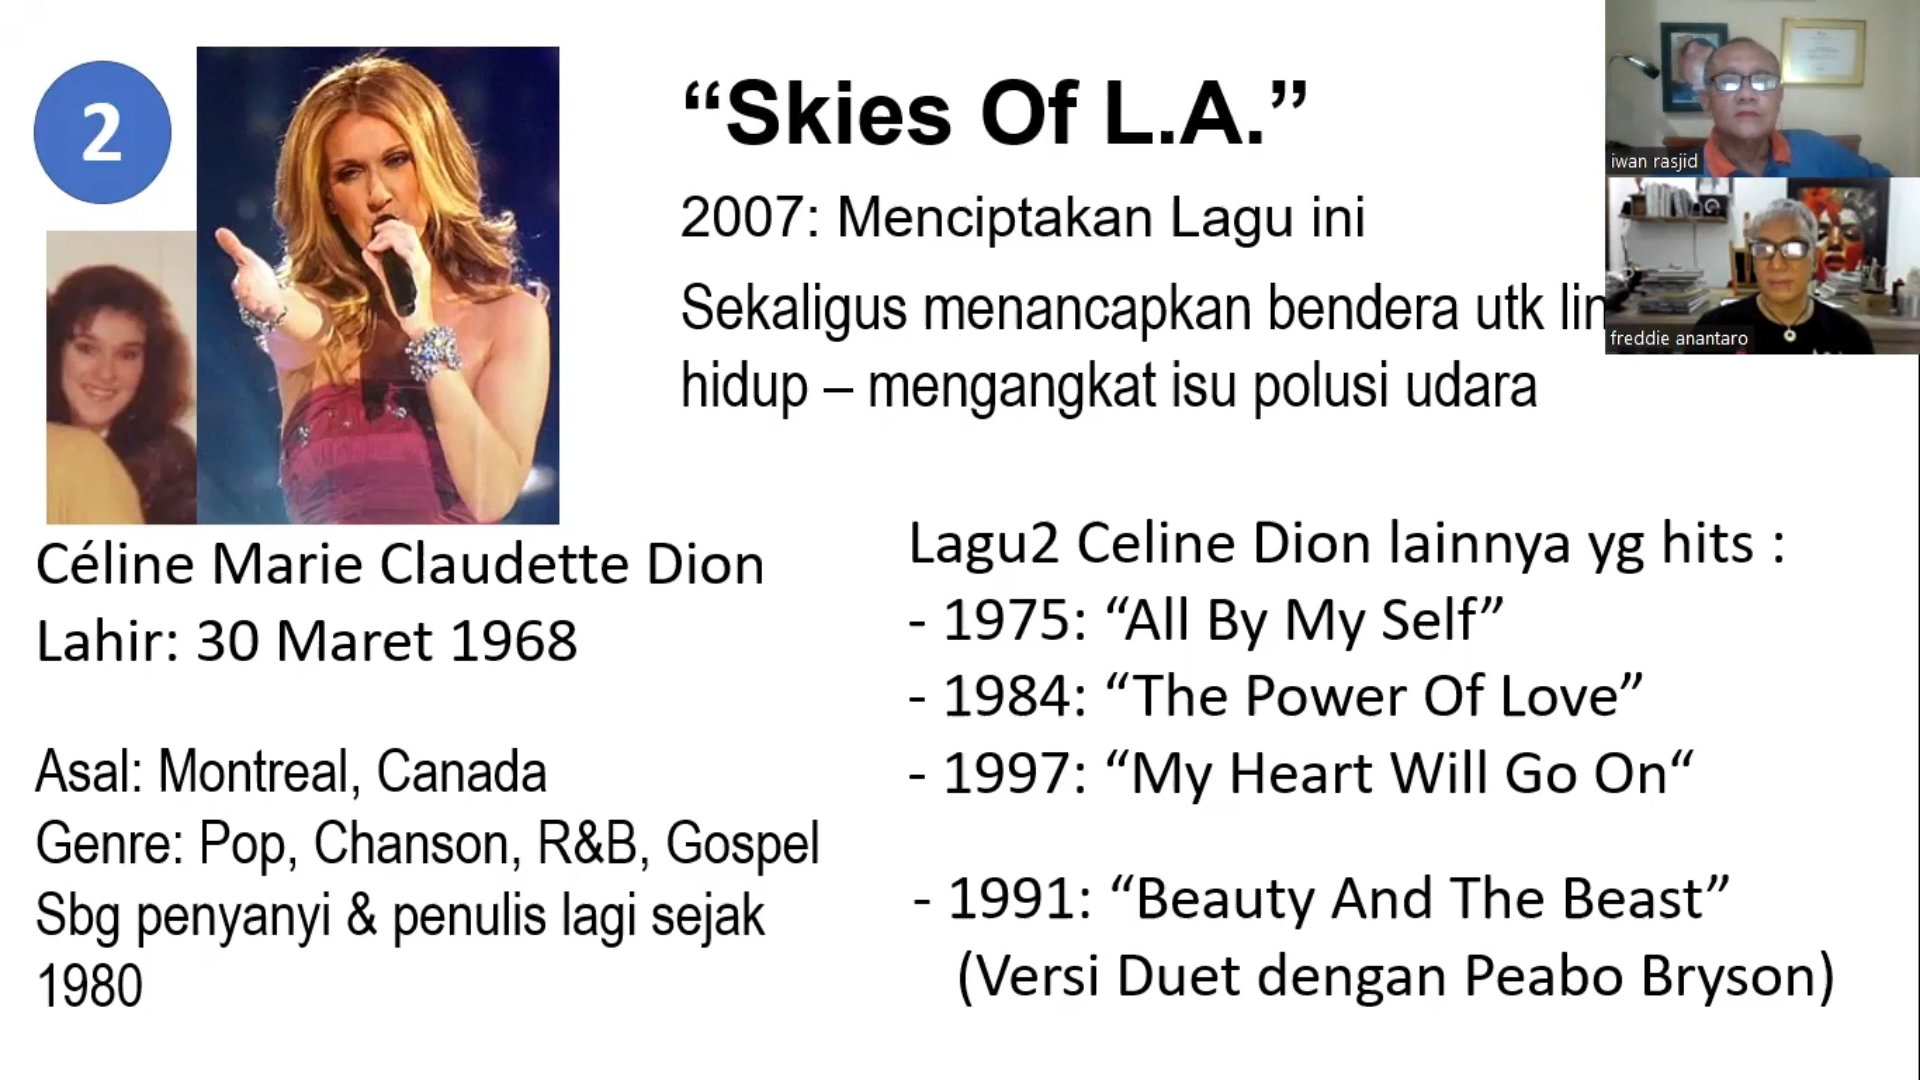 2
“Skies Of L.A.”
2007: Menciptakan Lagu ini
Sekaligus menancapkan bendera utk lin
hidup – mengangkat isu polusi udara
Céline Marie Claudette Dion
Lahir: 30 Maret 1968
Asal: Montreal, Canada
Genre: Pop, Chanson, R&B, Gospel
Sbg penyanyi & penulis lagi sejak
1980
Lagu2 Celine Dion lainnya yg hits :
- 1975: “All By My Self”
- 1984: “The Power Of Love”
- 1997: “My Heart Will Go On“
- 1991: “Beauty And The Beast”
(Versi Duet dengan Peabo Bryson)
iwan rasjid
freddie anantaro